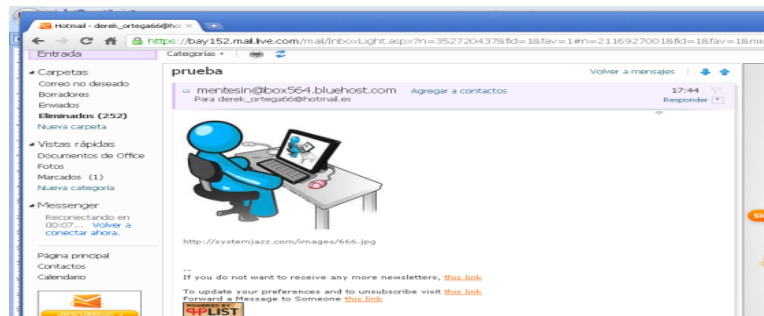 Hotmail - derek_ortega66@ho
https://bay152.mail.live.com/mail/InboxLight.aspx?n=352720437&fid=1&fav=1#n=2116927001&fid=1&fav=1&mi
Entrada
Categorías
Carpetas
Correo no deseado
Borradores
Enviados
Eliminados (252)
Nueva carpeta
Vistas rápidas
Documentos de Office
Fotos
Marcados (1)
Nueva categoría
Messenger
Reconectando en
00:07... Volver a
conectar ahora.
Página principal
Contactos
Calendario
prueba
Volver a mensajes
mentesin@box564.bluehost.com Agregar a contactos 17:44
Para derek_ortega66@hotmail.es Responder
http://systemjazz.com/images/666.jpg
--
If you do not want to receive any more newsletters, this link
To update your preferences and to unsubscribe visit this link
Forward a Message to Someone this link
POWERED BY
PHPLIST